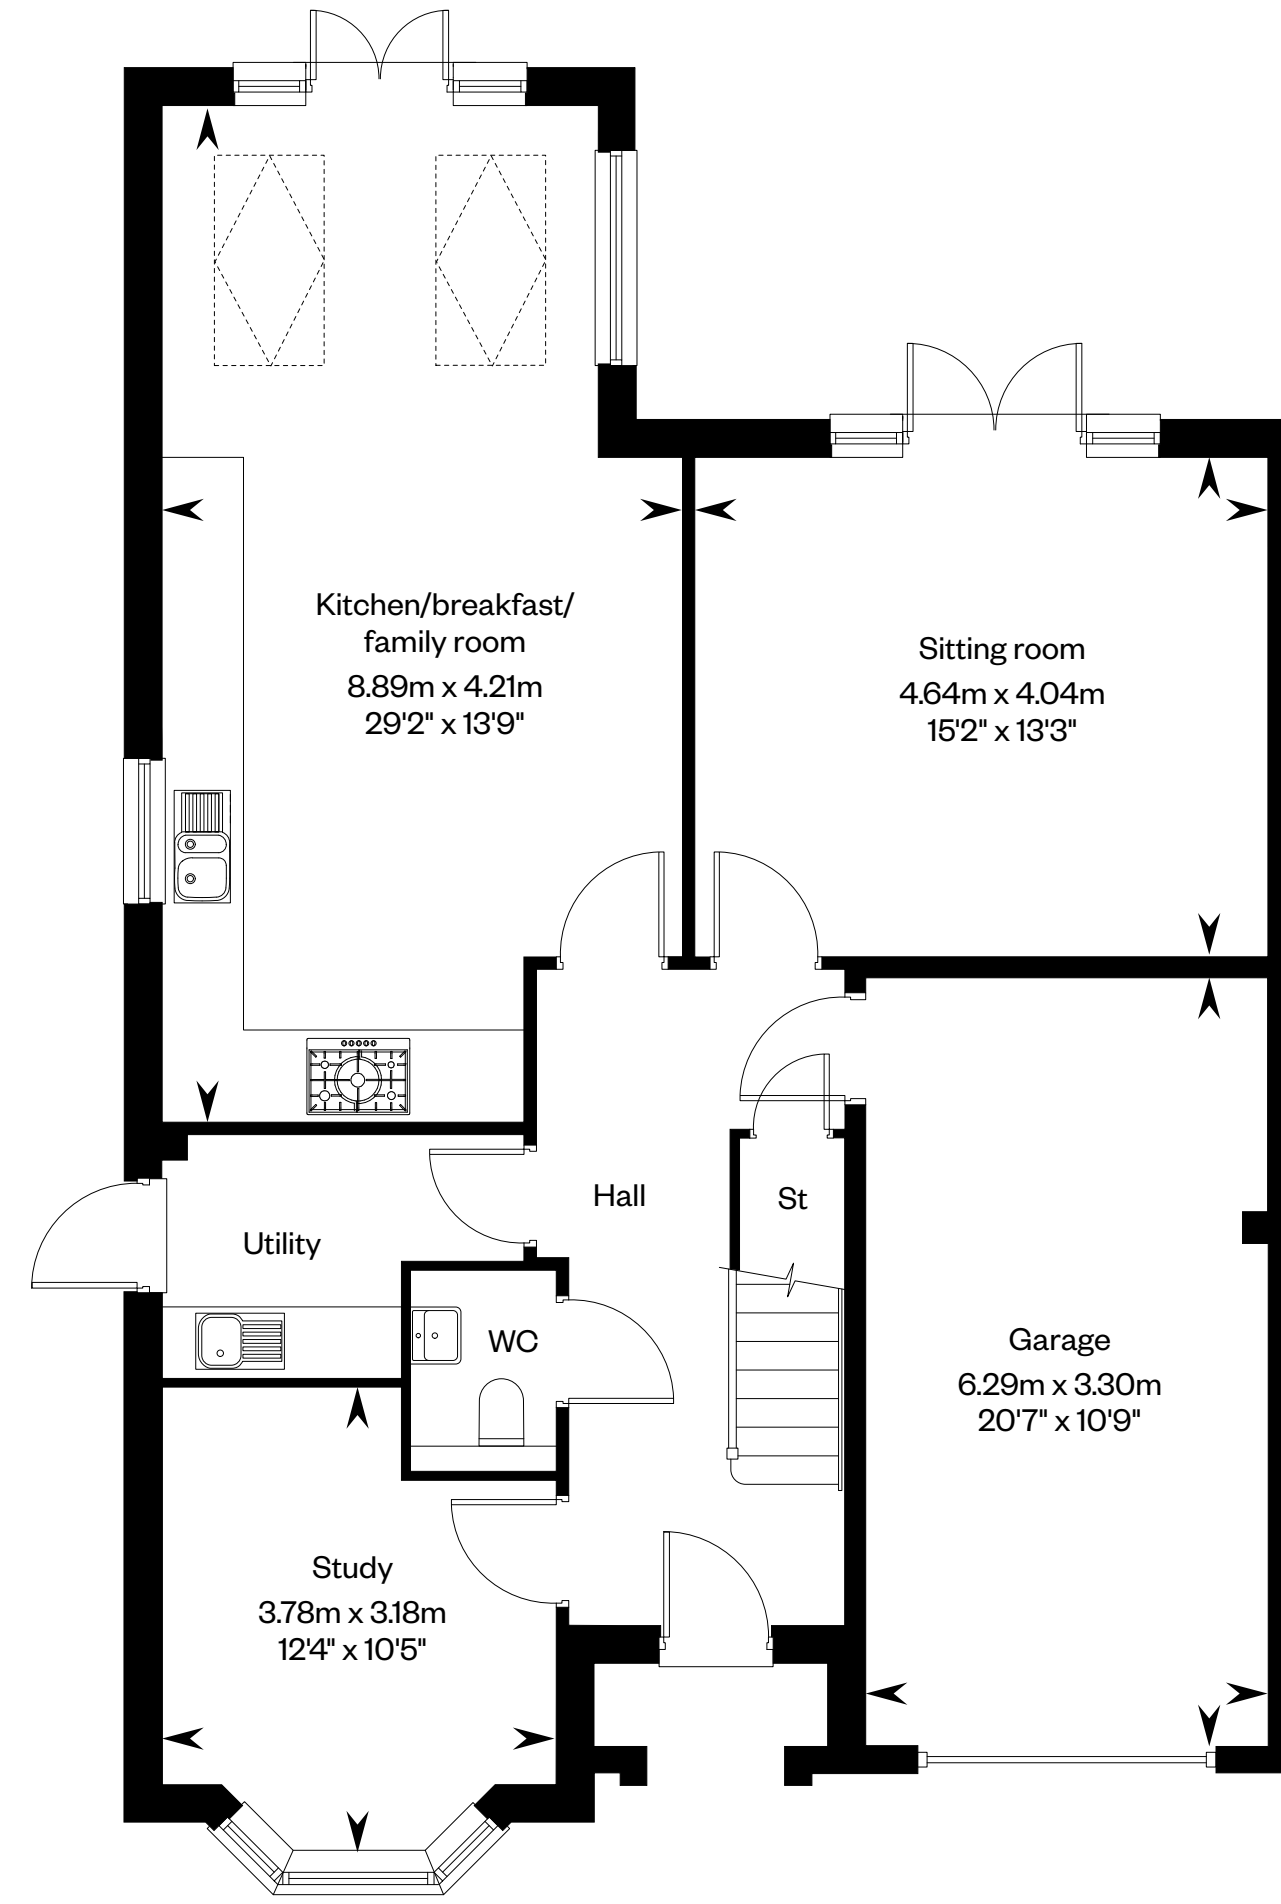 Kitchen/breakfast/
family room
8.89m x 4.21m
29'2" x 13'9"
Sitting room
4.64m x 4.04m
15'2" x 13'3"
Hall
St
Utility
WC
Garage
6.29m x 3.30m
20'7" x 10'9"
Study
3.78m x 3.18m
12'4" x 10'5"